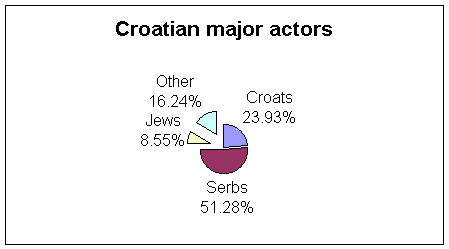 Croatian major actors
Other
16.24%
Croats
23.93%
Jews
8.55%
Serbs
51.28%